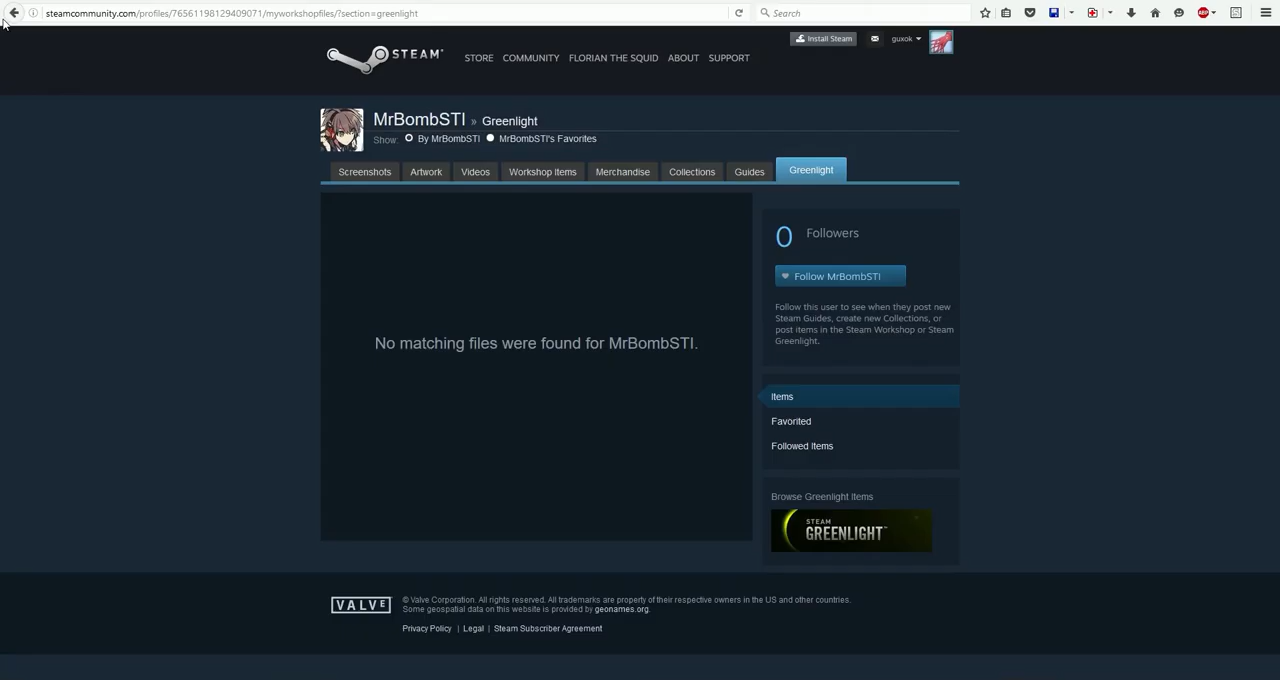 steamcommunity.com/profiles/76561198129409071/myworkshopfiles/?section=greenlight
Search
Install Steam
guxok
STEAM
STORE COMMUNITY FLORIAN THE SQUID ABOUT SUPPORT
MrBombSTI » Greenlight
Show: By MrBombSTI MrBombSTI's Favorites
Screenshots Artwork Videos Workshop Items Merchandise Collections Guides Greenlight
0 Followers
Follow MrBombSTI
Follow this user to see when they post new
Steam Guides, create new Collections, or
post items in the Steam Workshop or Steam
Greenlight.
No matching files were found for MrBombSTI.
Items
Favorited
Followed Items
Browse Greenlight Items
STEAM
GREENLIGHT™
VALVE
© Valve Corporation. All rights reserved. All trademarks are property of their respective owners in the US and other countries.
Some geospatial data on this website is provided by geonames.org.
Privacy Policy | Legal | Steam Subscriber Agreement